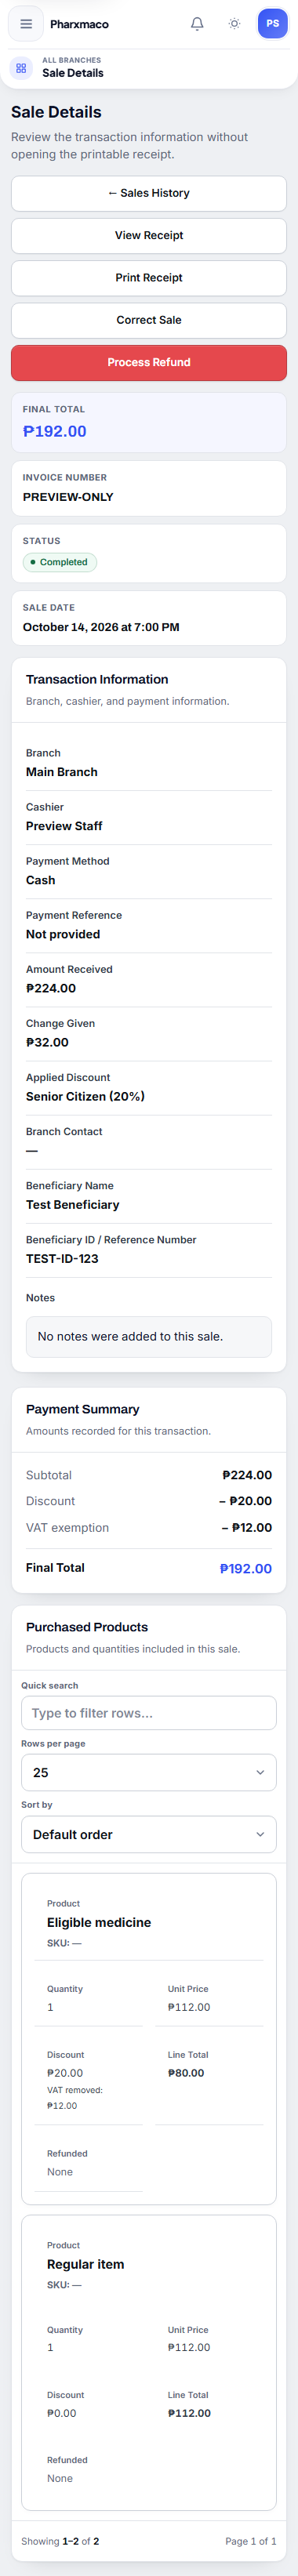 Pharxmaco
PS
ALL BRANCHES
Sale Details
Sale Details
Review the transaction information without
opening the printable receipt.
← Sales History
View Receipt
Print Receipt
Correct Sale
Process Refund
FINAL TOTAL
₱192.00
INVOICE NUMBER
PREVIEW-ONLY
STATUS
Completed
SALE DATE
October 14, 2026 at 7:00 PM
Transaction Information
Branch, cashier, and payment information.
Branch
Main Branch
Cashier
Preview Staff
Payment Method
Cash
Payment Reference
Not provided
Amount Received
₱224.00
Change Given
₱32.00
Applied Discount
Senior Citizen (20%)
Branch Contact
—
Beneficiary Name
Test Beneficiary
Beneficiary ID / Reference Number
TEST-ID-123
Notes
No notes were added to this sale.
Payment Summary
Amounts recorded for this transaction.
Subtotal ₱224.00
Discount – ₱20.00
VAT exemption – ₱12.00
Final Total ₱192.00
Purchased Products
Products and quantities included in this sale.
Quick search
Type to filter rows...
Rows per page
25
Sort by
Default order
Product
Eligible medicine
SKU: —
Quantity Unit Price
1 ₱112.00
Discount Line Total
₱20.00 ₱80.00
VAT removed:
₱12.00
Refunded
None
Product
Regular item
SKU: —
Quantity Unit Price
1 ₱112.00
Discount Line Total
₱0.00 ₱112.00
Refunded
None
Showing 1–2 of 2 Page 1 of 1